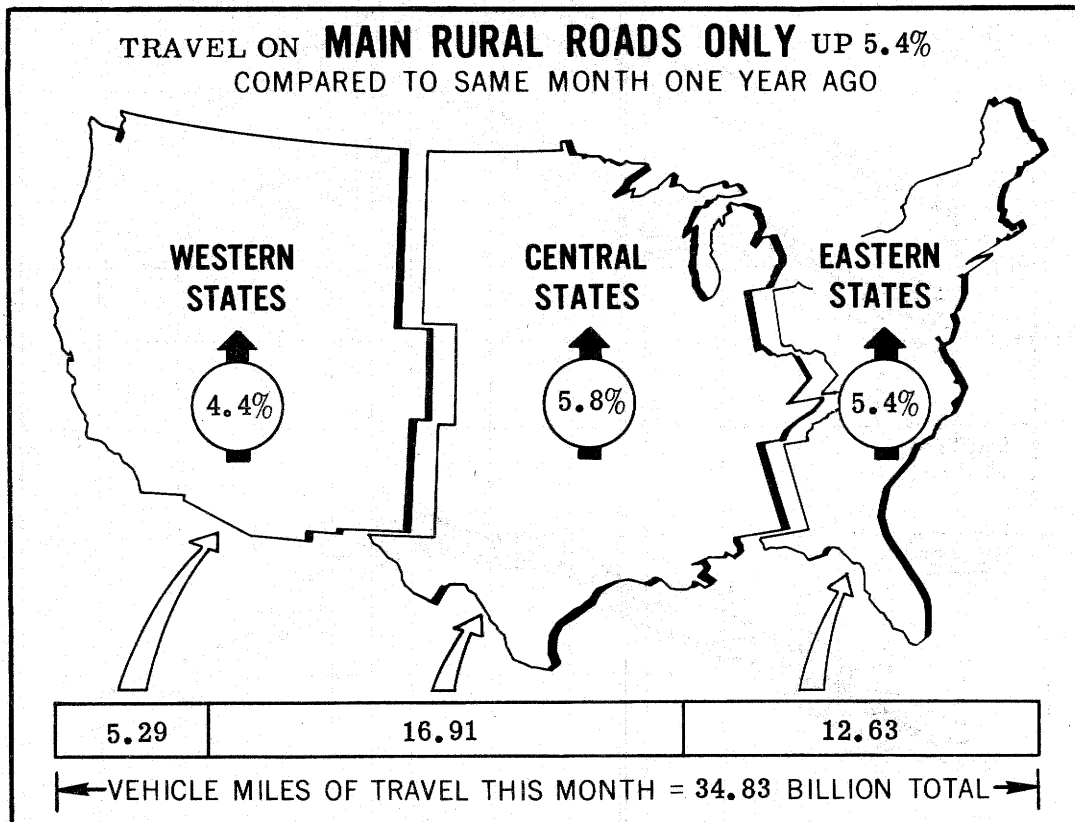 TRAVEL ON MAIN RURAL ROADS ONLY UP 5.4%
COMPARED TO SAME MONTH ONE YEAR AGO
WESTERN
STATES
4.4%
CENTRAL
STATES
5.8%
EASTERN
STATES
5.4%
5.29 16.91 12.63
VEHICLE MILES OF TRAVEL THIS MONTH = 34.83 BILLION TOTAL